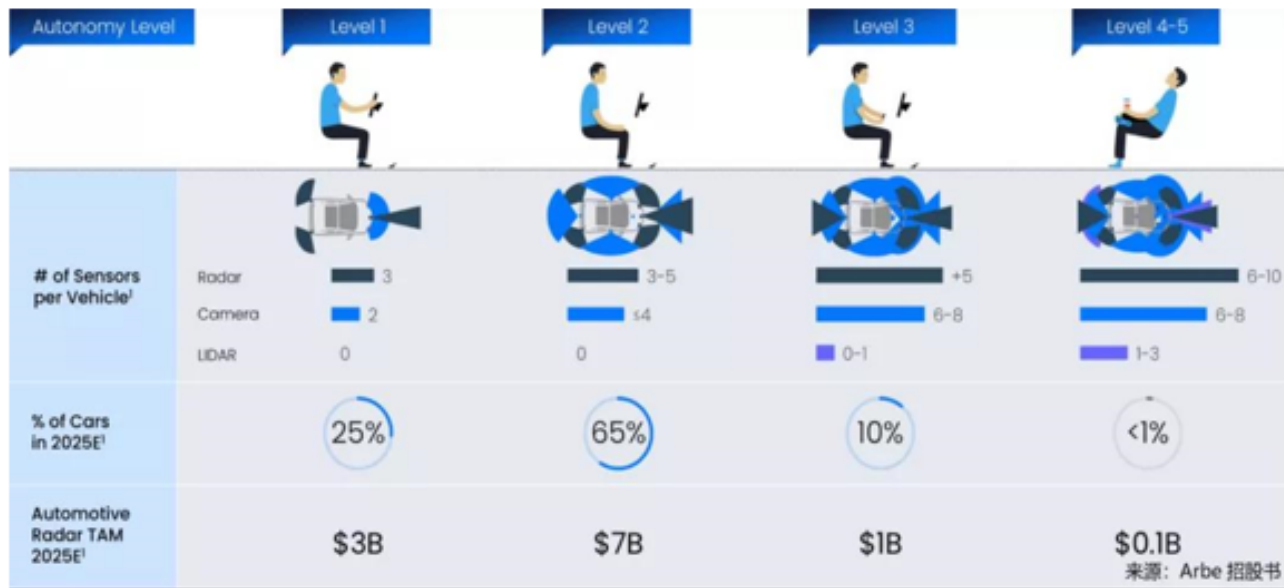 Autonomy Level
Level 1
Level 2
Level 3
Level 4-5
# of Sensors
per Vehicle¹
Radar
3
3-5
+5
6-10
Camera
2
≤4
6-8
6-8
LIDAR
0
0
0-1
1-3
% of Cars
in 2025E¹
25%
65%
10%
<1%
Automotive
Radar TAM
2025E¹
$3B
$7B
$1B
$0.1B
来源：Arbe 招股书